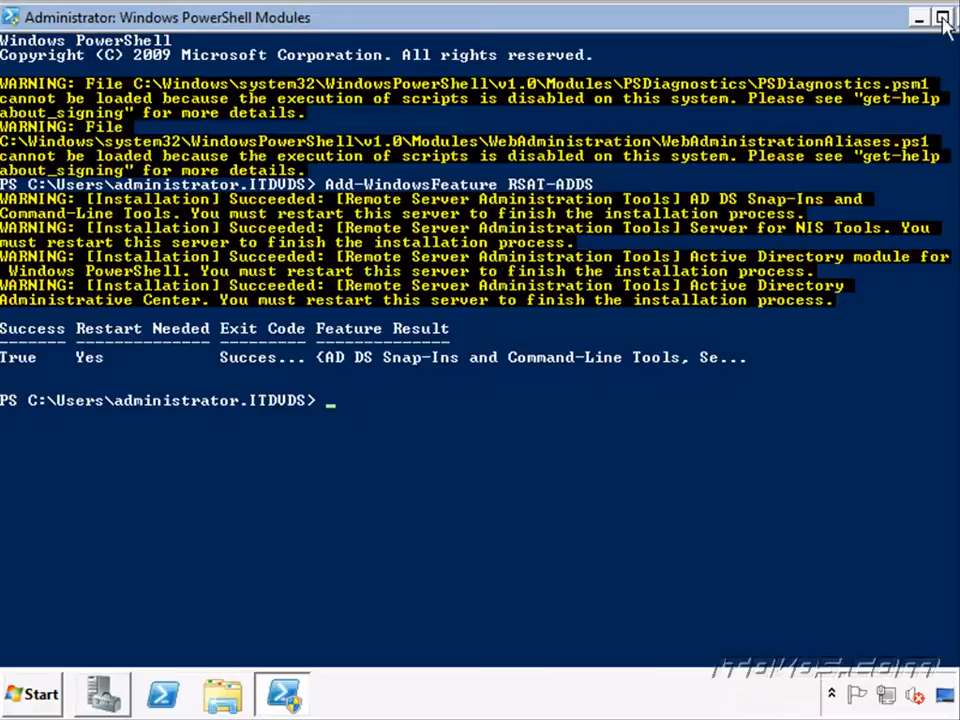 Administrator: Windows PowerShell Modules
Windows PowerShell
Copyright (C) 2009 Microsoft Corporation. All rights reserved.
WARNING: File C:\Windows\system32\WindowsPowerShell\v1.0\Modules\PSDiagnostics\PSDiagnostics.psm1
cannot be loaded because the execution of scripts is disabled on this system. Please see "get-help
about_signing" for more details.
WARNING: File
C:\Windows\system32\WindowsPowerShell\v1.0\Modules\WebAdministration\WebAdministrationAliases.ps1
cannot be loaded because the execution of scripts is disabled on this system. Please see "get-help
about_signing" for more details.
PS C:\Users\administrator.ITDVDS> Add-WindowsFeature RSAT-ADDS
WARNING: [Installation] Succeeded: [Remote Server Administration Tools] AD DS Snap-Ins and
Command-Line Tools. You must restart this server to finish the installation process.
WARNING: [Installation] Succeeded: [Remote Server Administration Tools] Server for NIS Tools. You
must restart this server to finish the installation process.
WARNING: [Installation] Succeeded: [Remote Server Administration Tools] Active Directory module for
Windows PowerShell. You must restart this server to finish the installation process.
WARNING: [Installation] Succeeded: [Remote Server Administration Tools] Active Directory
Administrative Center. You must restart this server to finish the installation process.
Success Restart Needed Exit Code Feature Result
------- -------------- --------- --------------
True Yes Succes... {AD DS Snap-Ins and Command-Line Tools, Se...
PS C:\Users\administrator.ITDVDS> _
Start